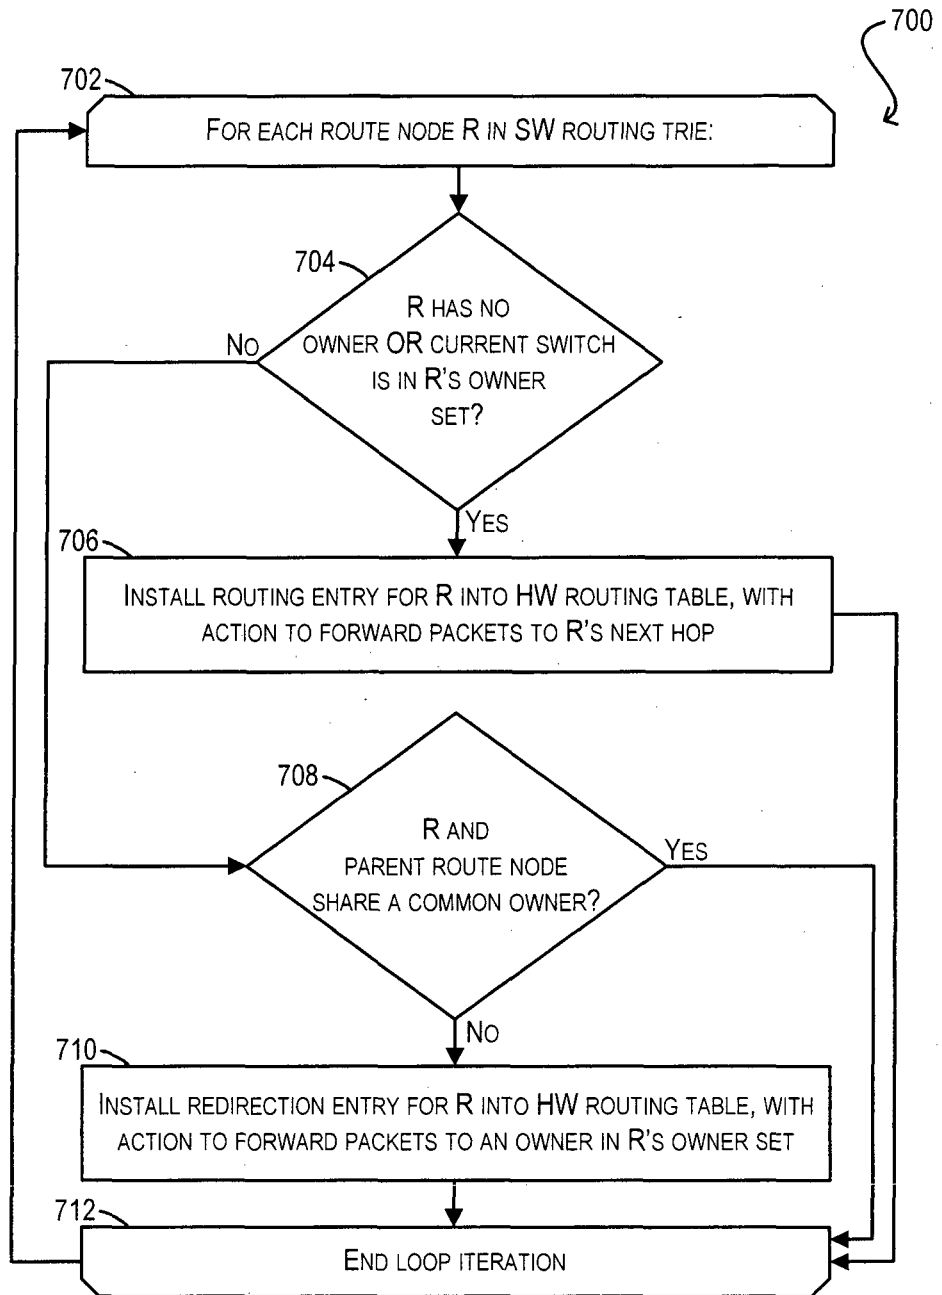 700
702
FOR EACH ROUTE NODE R IN SW ROUTING TRIE:
704
R HAS NO
OWNER OR CURRENT SWITCH
IS IN R'S OWNER
SET?
NO
YES
706
INSTALL ROUTING ENTRY FOR R INTO HW ROUTING TABLE, WITH
ACTION TO FORWARD PACKETS TO R'S NEXT HOP
708
R AND
PARENT ROUTE NODE
SHARE A COMMON OWNER?
YES
NO
710
INSTALL REDIRECTION ENTRY FOR R INTO HW ROUTING TABLE, WITH
ACTION TO FORWARD PACKETS TO AN OWNER IN R'S OWNER SET
712
END LOOP ITERATION